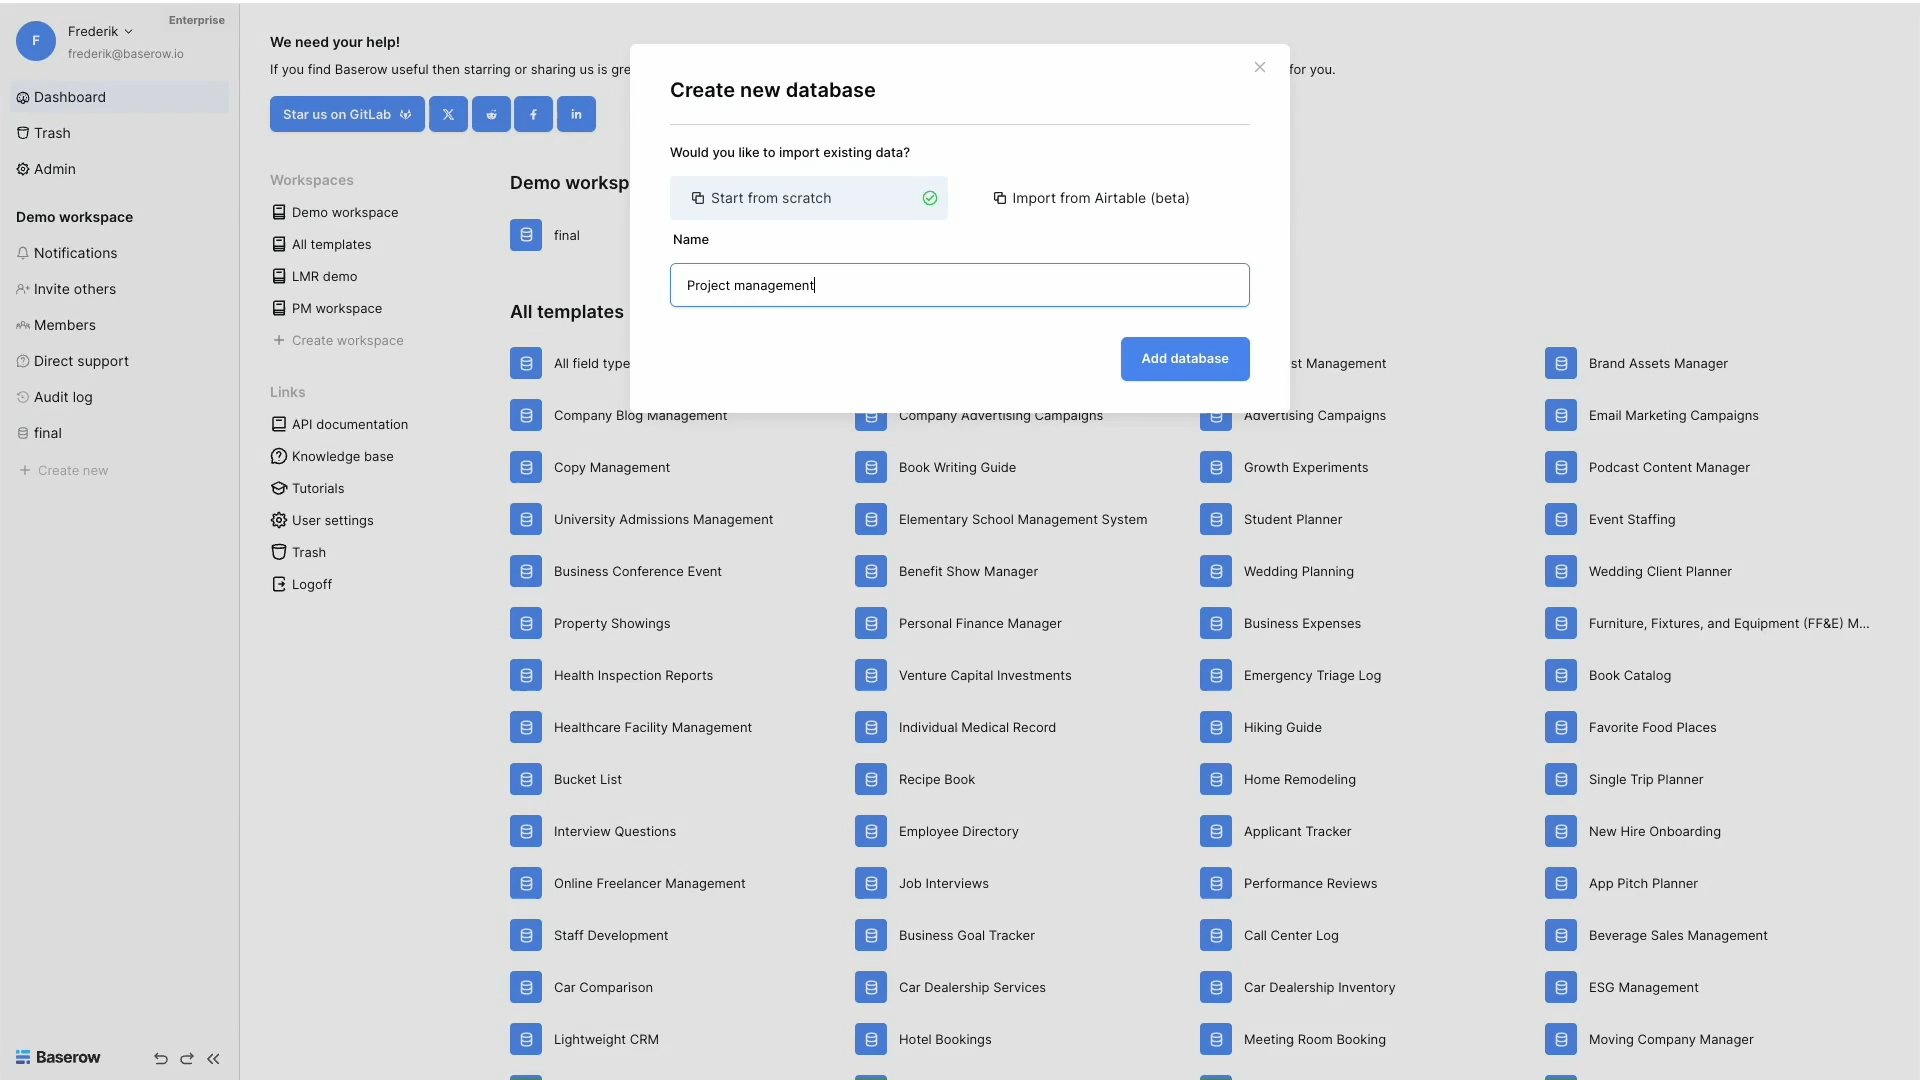 F
Frederik
Enterprise
frederik@baserow.io
Dashboard
Trash
Admin
Demo workspace
Notifications
Invite others
Members
Direct support
Audit log
final
Create new
Baserow
We need your help!
If you find Baserow useful then starring or sharing us is gre
for you.
Star us on GitLab
Workspaces
Demo workspace
All templates
LMR demo
PM workspace
Create workspace
Links
API documentation
Knowledge base
Tutorials
User settings
Trash
Logoff
Create new database
Would you like to import existing data?
Start from scratch
Import from Airtable (beta)
Name
Project management
Add database
Demo worksp
final
All templates
All field type
st Management
Brand Assets Manager
Company Blog Management
Company Advertising Campaigns
Advertising Campaigns
Email Marketing Campaigns
Copy Management
Book Writing Guide
Growth Experiments
Podcast Content Manager
University Admissions Management
Elementary School Management System
Student Planner
Event Staffing
Business Conference Event
Benefit Show Manager
Wedding Planning
Wedding Client Planner
Property Showings
Personal Finance Manager
Business Expenses
Furniture, Fixtures, and Equipment (FF&E) M...
Health Inspection Reports
Venture Capital Investments
Emergency Triage Log
Book Catalog
Healthcare Facility Management
Individual Medical Record
Hiking Guide
Favorite Food Places
Bucket List
Recipe Book
Home Remodeling
Single Trip Planner
Interview Questions
Employee Directory
Applicant Tracker
New Hire Onboarding
Online Freelancer Management
Job Interviews
Performance Reviews
App Pitch Planner
Staff Development
Business Goal Tracker
Call Center Log
Beverage Sales Management
Car Comparison
Car Dealership Services
Car Dealership Inventory
ESG Management
Lightweight CRM
Hotel Bookings
Meeting Room Booking
Moving Company Manager